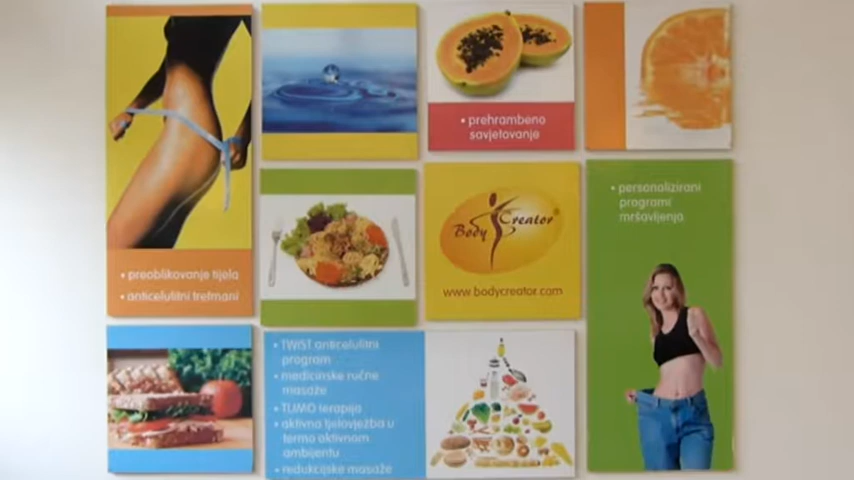 • prehrambeno
savjetovanje
• personalizirani
programi
mršavljenja
Body Creator®
www.bodycreator.com
• preoblikovanje tijela
• anticelulitni tretmani
• TWIST anticelulitni
program
• medicinske ručne
masaže
• TLIMO terapija
• aktivna tjelovježba u
termo aktivnom
ambijentu
• redukcijske masaže